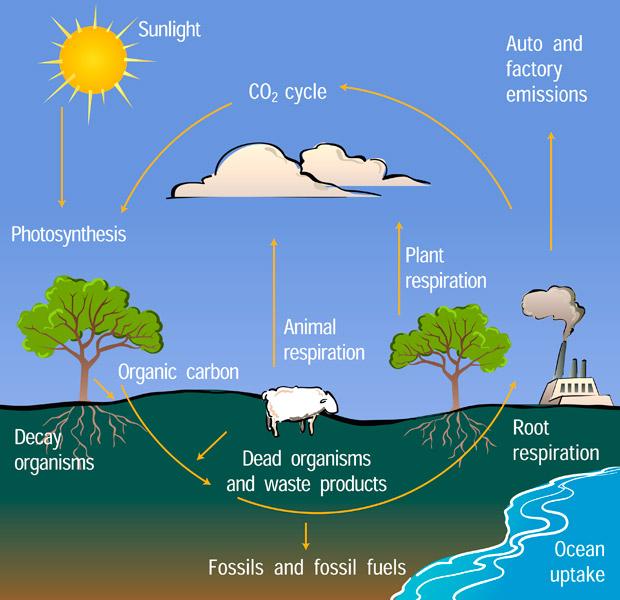 Sunlight
Auto and
factory
emissions
CO₂ cycle
Photosynthesis
Plant
respiration
Animal
respiration
Organic carbon
Decay
organisms
Dead organisms
and waste products
Root
respiration
Fossils and fossil fuels
Ocean
uptake